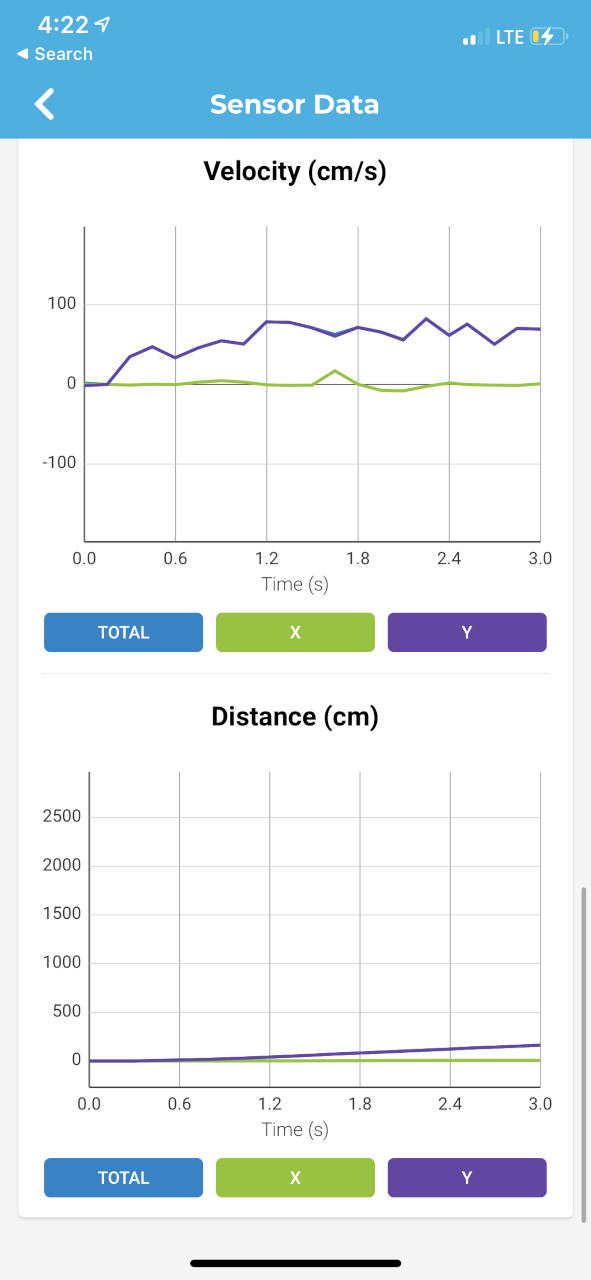 4:22
LTE
◀ Search
Sensor Data
Velocity (cm/s)
100
0
-100
0.0 0.6 1.2 1.8 2.4 3.0
Time (s)
TOTAL X Y
Distance (cm)
2500
2000
1500
1000
500
0
0.0 0.6 1.2 1.8 2.4 3.0
Time (s)
TOTAL X Y